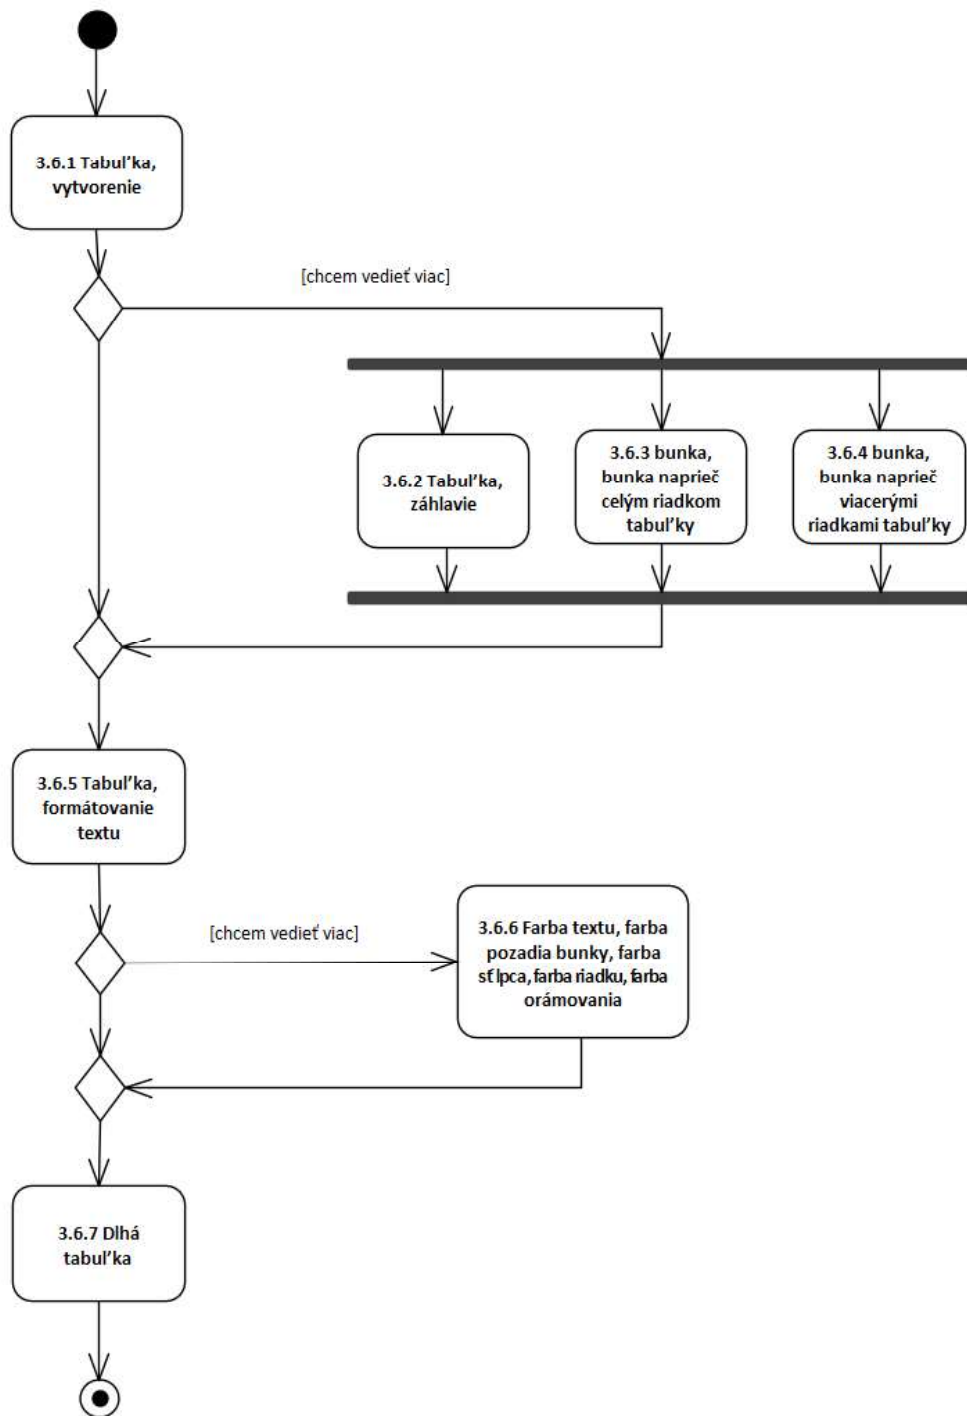 3.6.1 Tabuľka,
vytvorenie
[chcem vedieť viac]
3.6.2 Tabuľka,
záhlavie
3.6.3 bunka,
bunka naprieč
celým riadkom
tabuľky
3.6.4 bunka,
bunka naprieč
viacerými
riadkami tabuľky
3.6.5 Tabuľka,
formátovanie
textu
[chcem vedieť viac]
3.6.6 Farba textu, farba
pozadia bunky, farba
sťlpca, farba riadku, farba
orámovania
3.6.7 Dlhá
tabuľka